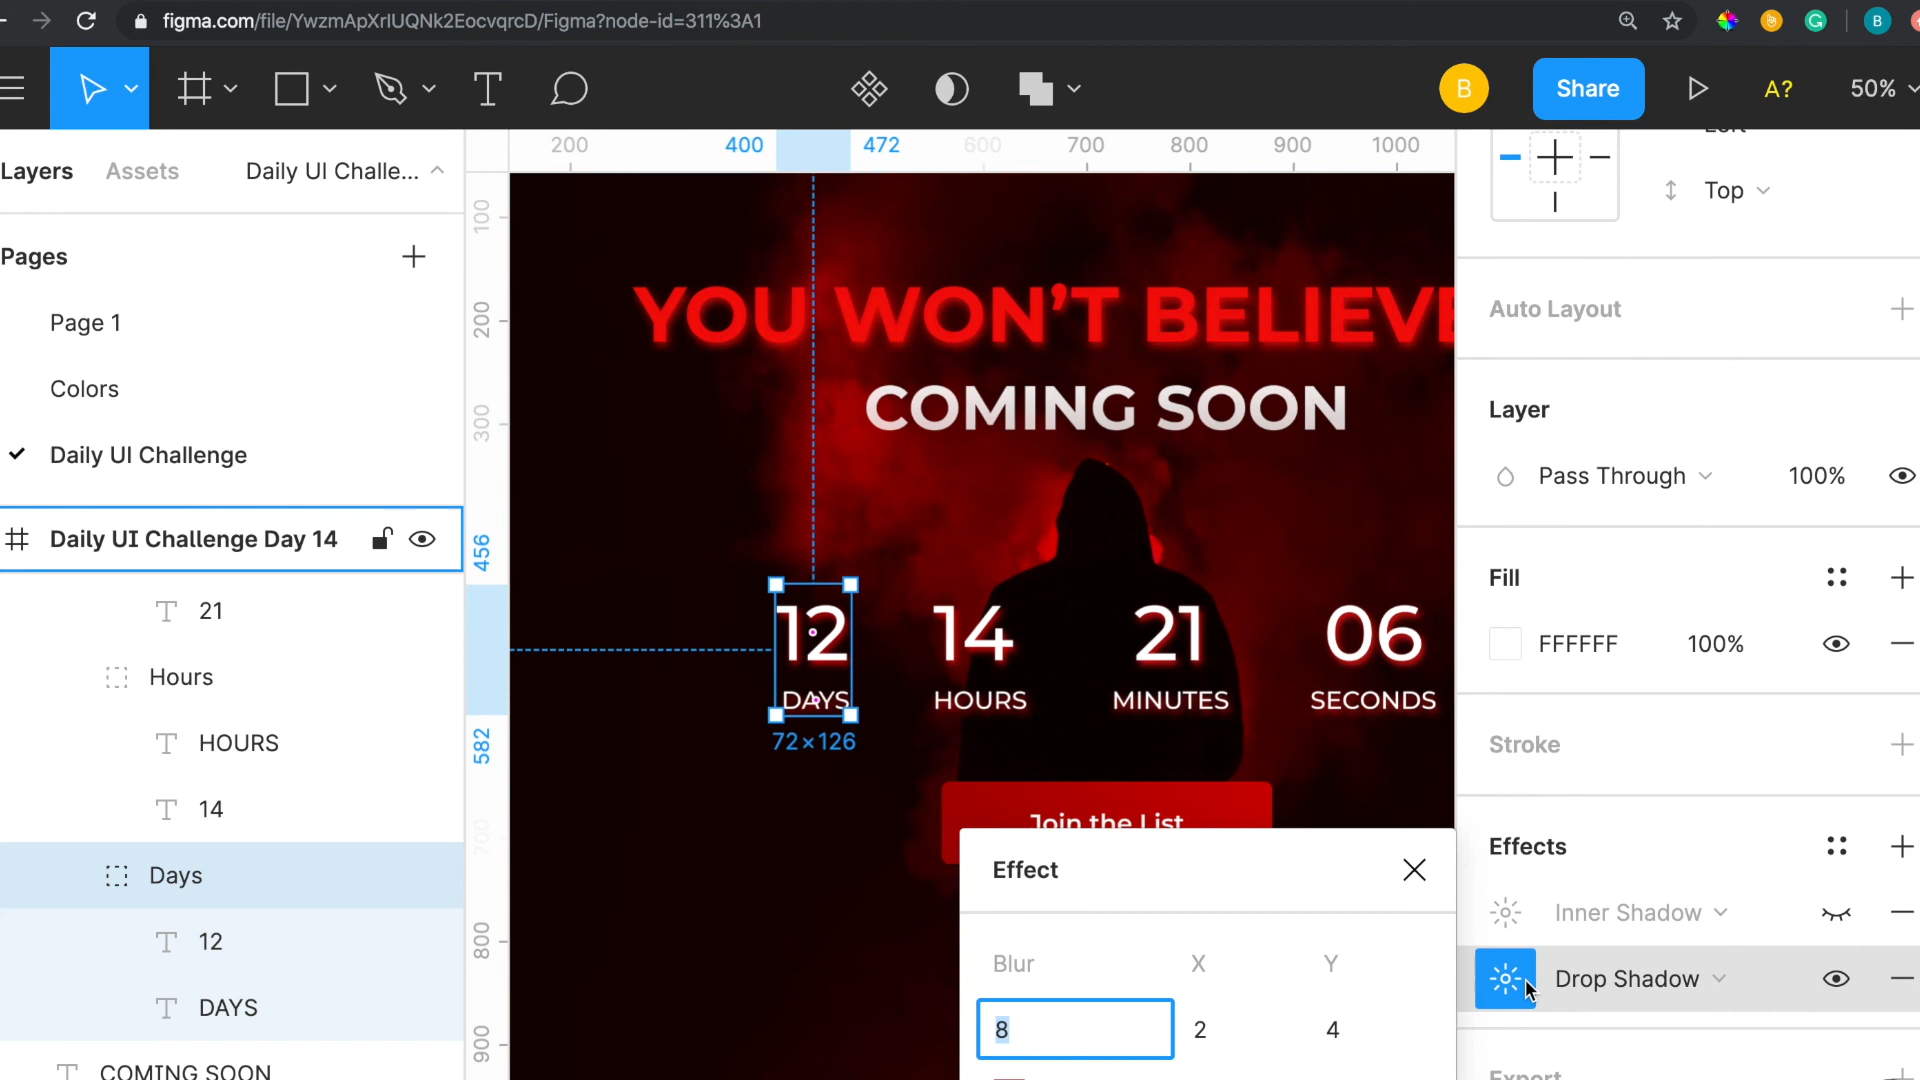 figma.com/file/YwzmApXrIUQNk2EocvqrcD/Figma?node-id=311%3A1
B
B
Share
A?
50%
Layers
Assets
Daily UI Challe...
Pages
Page 1
Colors
Daily UI Challenge
Daily UI Challenge Day 14
21
Hours
HOURS
14
Days
12
DAYS
COMING SOON
200
400
472
600
700
800
900
1000
100
200
300
456
582
700
800
900
YOU WON’T BELIEVE
COMING SOON
12
14
21
06
DAYS
HOURS
MINUTES
SECONDS
72×126
Join the List
Effect
Blur
X
Y
8
2
4
Left
Top
Auto Layout
Layer
Pass Through
100%
Fill
FFFFFF
100%
Stroke
Effects
Inner Shadow
Drop Shadow
Export